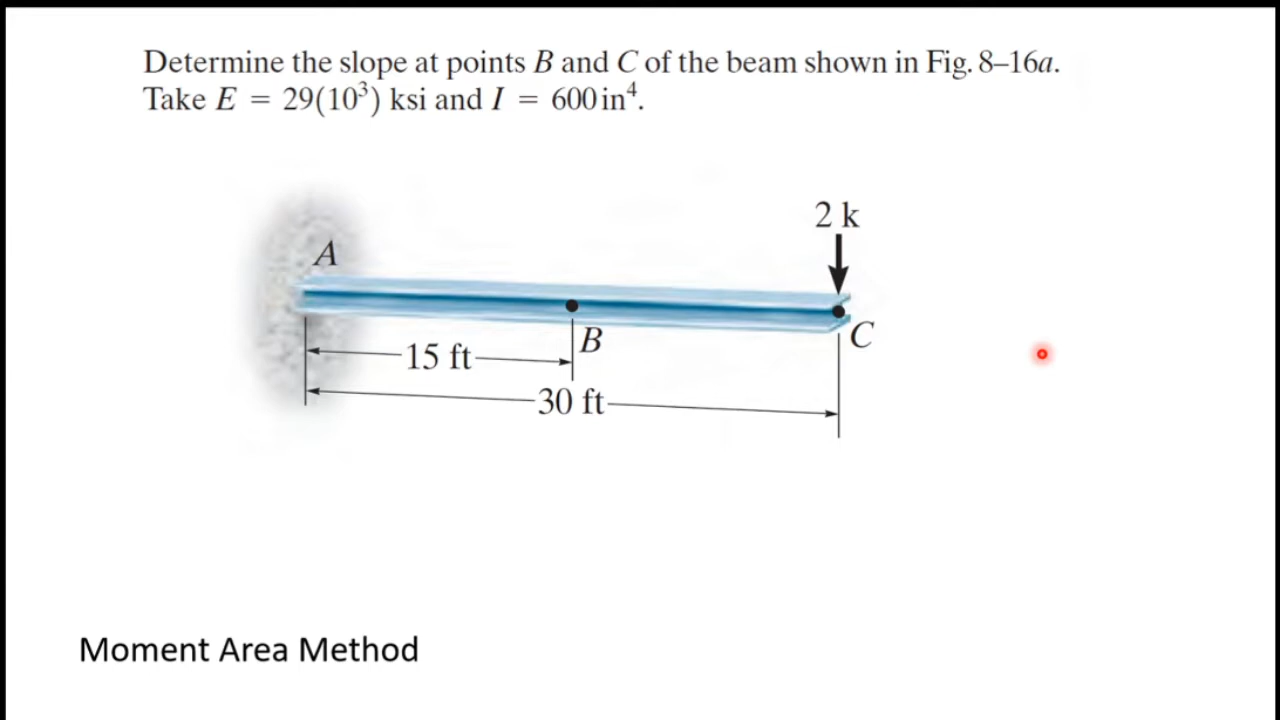 Determine the slope at points B and C of the beam shown in Fig. 8–16a.
Take E = 29(10³) ksi and I = 600 in⁴.
2 k
A
B
C
15 ft
30 ft
Moment Area Method